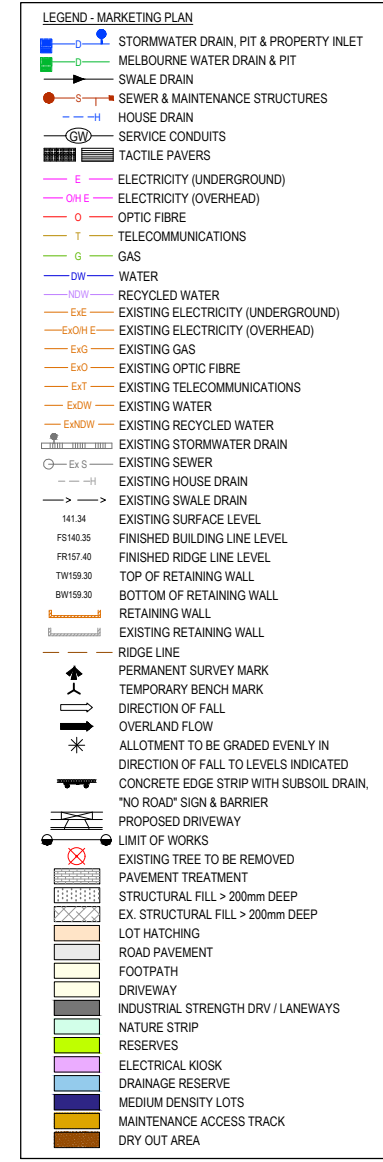 LEGEND - MARKETING PLAN
D STORMWATER DRAIN, PIT & PROPERTY INLET
D MELBOURNE WATER DRAIN & PIT
SWALE DRAIN
S SEWER & MAINTENANCE STRUCTURES
H HOUSE DRAIN
GW SERVICE CONDUITS
TACTILE PAVERS
E ELECTRICITY (UNDERGROUND)
O/H E ELECTRICITY (OVERHEAD)
O OPTIC FIBRE
T TELECOMMUNICATIONS
G GAS
DW WATER
NDW RECYCLED WATER
ExE EXISTING ELECTRICITY (UNDERGROUND)
ExO/H E EXISTING ELECTRICITY (OVERHEAD)
ExG EXISTING GAS
ExO EXISTING OPTIC FIBRE
ExT EXISTING TELECOMMUNICATIONS
ExDW EXISTING WATER
ExNDW EXISTING RECYCLED WATER
EXISTING STORMWATER DRAIN
Ex S EXISTING SEWER
H EXISTING HOUSE DRAIN
> > EXISTING SWALE DRAIN
141.34 EXISTING SURFACE LEVEL
FS140.35 FINISHED BUILDING LINE LEVEL
FR157.40 FINISHED RIDGE LINE LEVEL
TW159.30 TOP OF RETAINING WALL
BW159.30 BOTTOM OF RETAINING WALL
RETAINING WALL
EXISTING RETAINING WALL
RIDGE LINE
PERMANENT SURVEY MARK
TEMPORARY BENCH MARK
DIRECTION OF FALL
OVERLAND FLOW
ALLOTMENT TO BE GRADED EVENLY IN
DIRECTION OF FALL TO LEVELS INDICATED
CONCRETE EDGE STRIP WITH SUBSOIL DRAIN,
"NO ROAD" SIGN & BARRIER
PROPOSED DRIVEWAY
LIMIT OF WORKS
EXISTING TREE TO BE REMOVED
PAVEMENT TREATMENT
STRUCTURAL FILL > 200mm DEEP
EX. STRUCTURAL FILL > 200mm DEEP
LOT HATCHING
ROAD PAVEMENT
FOOTPATH
DRIVEWAY
INDUSTRIAL STRENGTH DRV / LANEWAYS
NATURE STRIP
RESERVES
ELECTRICAL KIOSK
DRAINAGE RESERVE
MEDIUM DENSITY LOTS
MAINTENANCE ACCESS TRACK
DRY OUT AREA